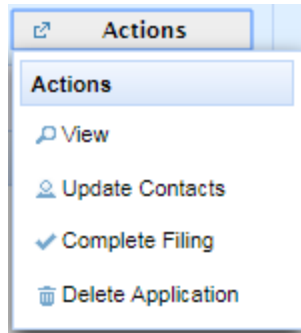 Actions
Actions
View
Update Contacts
Complete Filing
Delete Application